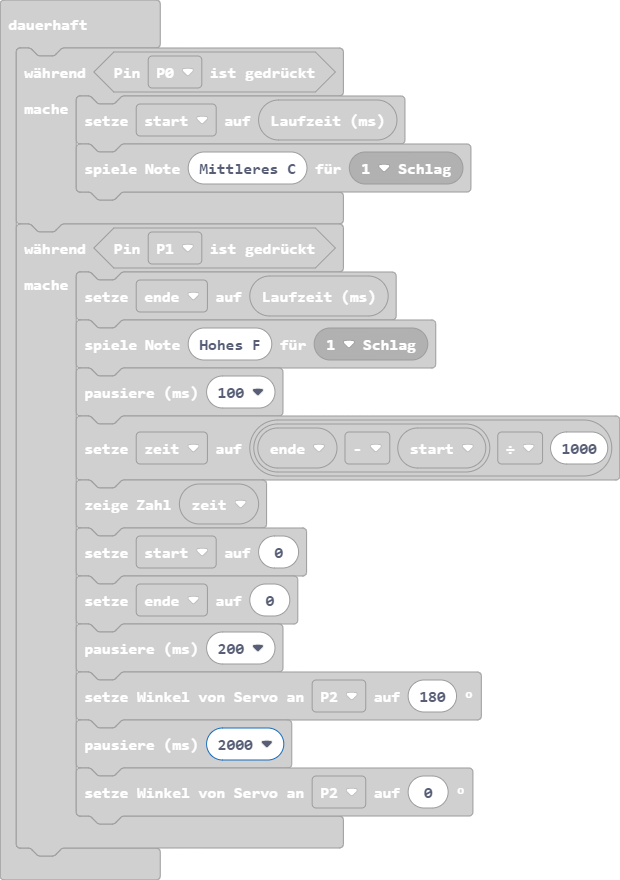 dauerhaft
während Pin P0 ist gedrückt
mache
setze start auf Laufzeit (ms)
spiele Note Mittleres C für 1 Schlag
während Pin P1 ist gedrückt
mache
setze ende auf Laufzeit (ms)
spiele Note Hohes F für 1 Schlag
pausiere (ms) 100
setze zeit auf ende - start ÷ 1000
zeige Zahl zeit
setze start auf 0
setze ende auf 0
pausiere (ms) 200
setze Winkel von Servo an P2 auf 180 °
pausiere (ms) 2000
setze Winkel von Servo an P2 auf 0 °